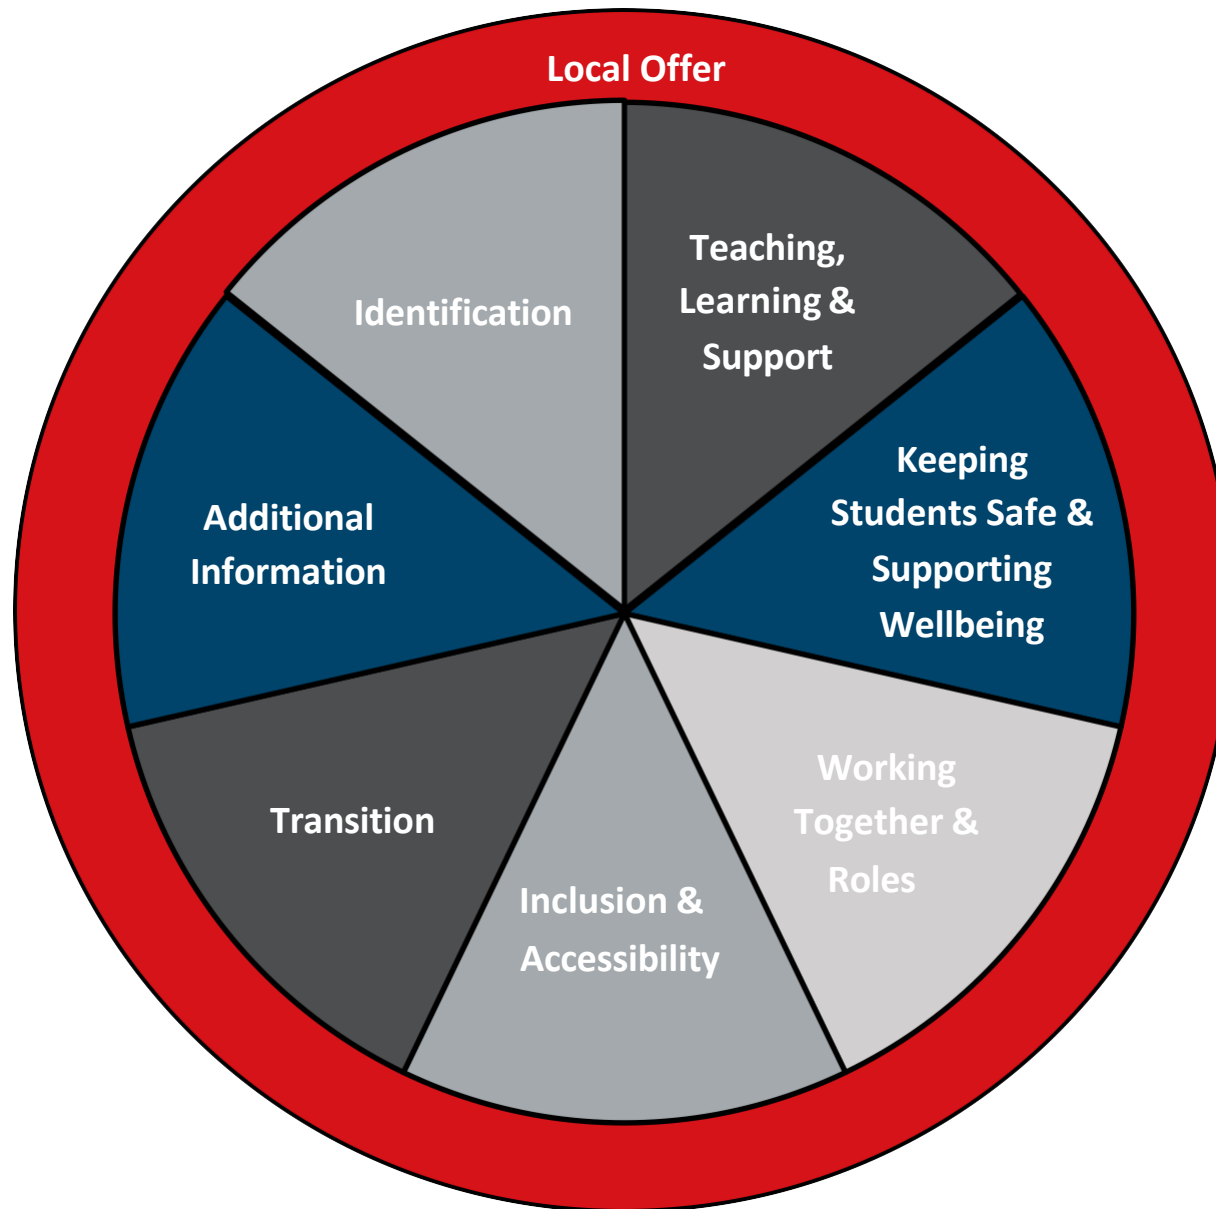 Local Offer
Identification
Teaching,
Learning &
Support
Keeping
Students Safe &
Supporting
Wellbeing
Working
Together &
Roles
Inclusion &
Accessibility
Transition
Additional
Information